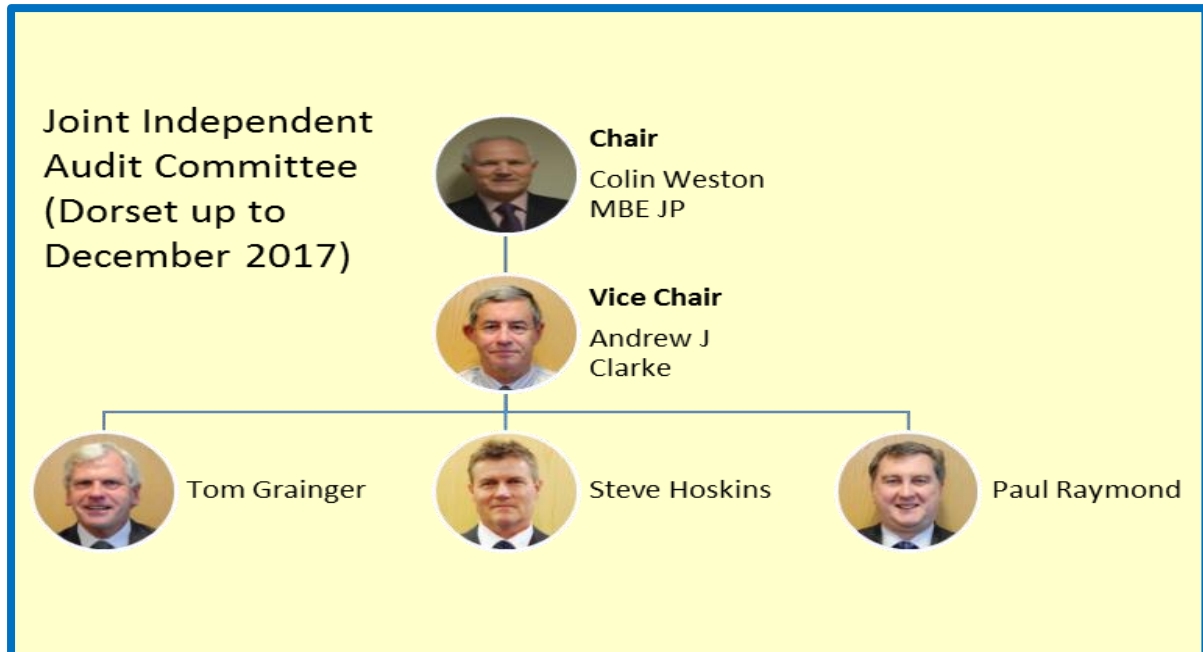 Joint Independent
Audit Committee
(Dorset up to
December 2017)
Chair
Colin Weston
MBE JP
Vice Chair
Andrew J
Clarke
Tom Grainger
Steve Hoskins
Paul Raymond